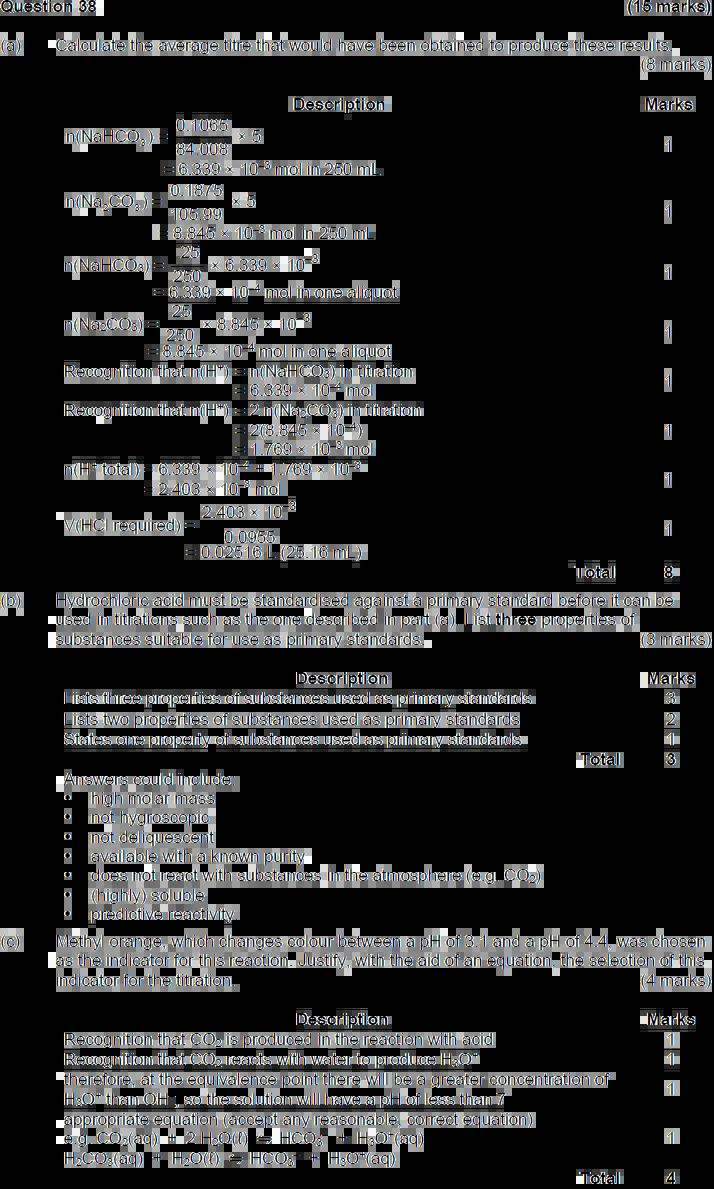 Question 38 (15 marks)
(a) Calculate the average titre that would have been obtained to produce these results.
(8 marks)
Description Marks
n(NaHCO₃) = 0.1065/84.008 × 5 1
= 6.339 × 10⁻³ mol in 250 mL
n(Na₂CO₃) = 0.1875/105.99 × 5 1
= 8.845 × 10⁻³ mol in 250 mL
n(NaHCO₃) = 25/250 × 6.339 × 10⁻³ 1
= 6.339 × 10⁻⁴ mol in one aliquot
n(Na₂CO₃) = 25/250 × 8.845 × 10⁻³ 1
= 8.845 × 10⁻⁴ mol in one aliquot
Recognition that n(H⁺) = n(NaHCO₃) in titration 1
= 6.339 × 10⁻⁴ mol
Recognition that n(H⁺) = 2 n(Na₂CO₃) in titration 1
= 2(8.845 × 10⁻⁴)
= 1.769 × 10⁻³ mol
n(H⁺ total) = 6.339 × 10⁻⁴ + 1.769 × 10⁻³ 1
= 2.403 × 10⁻³ mol
V(HCl required) = 2.403 × 10⁻³/0.0955 1
= 0.02516 L (25.16 mL)
Total 8
(b) Hydrochloric acid must be standardised against a primary standard before it can be
used in titrations such as the one described in part (a). List three properties of
substances suitable for use as primary standards. (3 marks)
Description Marks
Lists three properties of substances used as primary standards 3
Lists two properties of substances used as primary standards 2
States one property of substances used as primary standards 1
Total 3
Answers could include:
• high molar mass
• not hygroscopic
• not deliquescent
• available with a known purity
• does not react with substances in the atmosphere (e.g. CO₂)
• (highly) soluble
• predictive reactivity
(c) Methyl orange, which changes colour between a pH of 3.1 and a pH of 4.4, was chosen
as the indicator for this reaction. Justify, with the aid of an equation, the selection of this
indicator for the titration. (4 marks)
Description Marks
Recognition that CO₂ is produced in the reaction with acid 1
Recognition that CO₂ reacts with water to produce H₃O⁺ 1
therefore, at the equivalence point there will be a greater concentration of
H₃O⁺ than OH⁻, so the solution will have a pH of less than 7 1
appropriate equation (accept any reasonable, correct equation)
e.g. CO₂(aq) + 2 H₂O(ℓ) ⇌ HCO₃⁻ + H₃O⁺(aq) 1
H₂CO₃(aq) + H₂O(ℓ) ⇌ HCO₃⁻ + H₃O⁺(aq)
Total 4